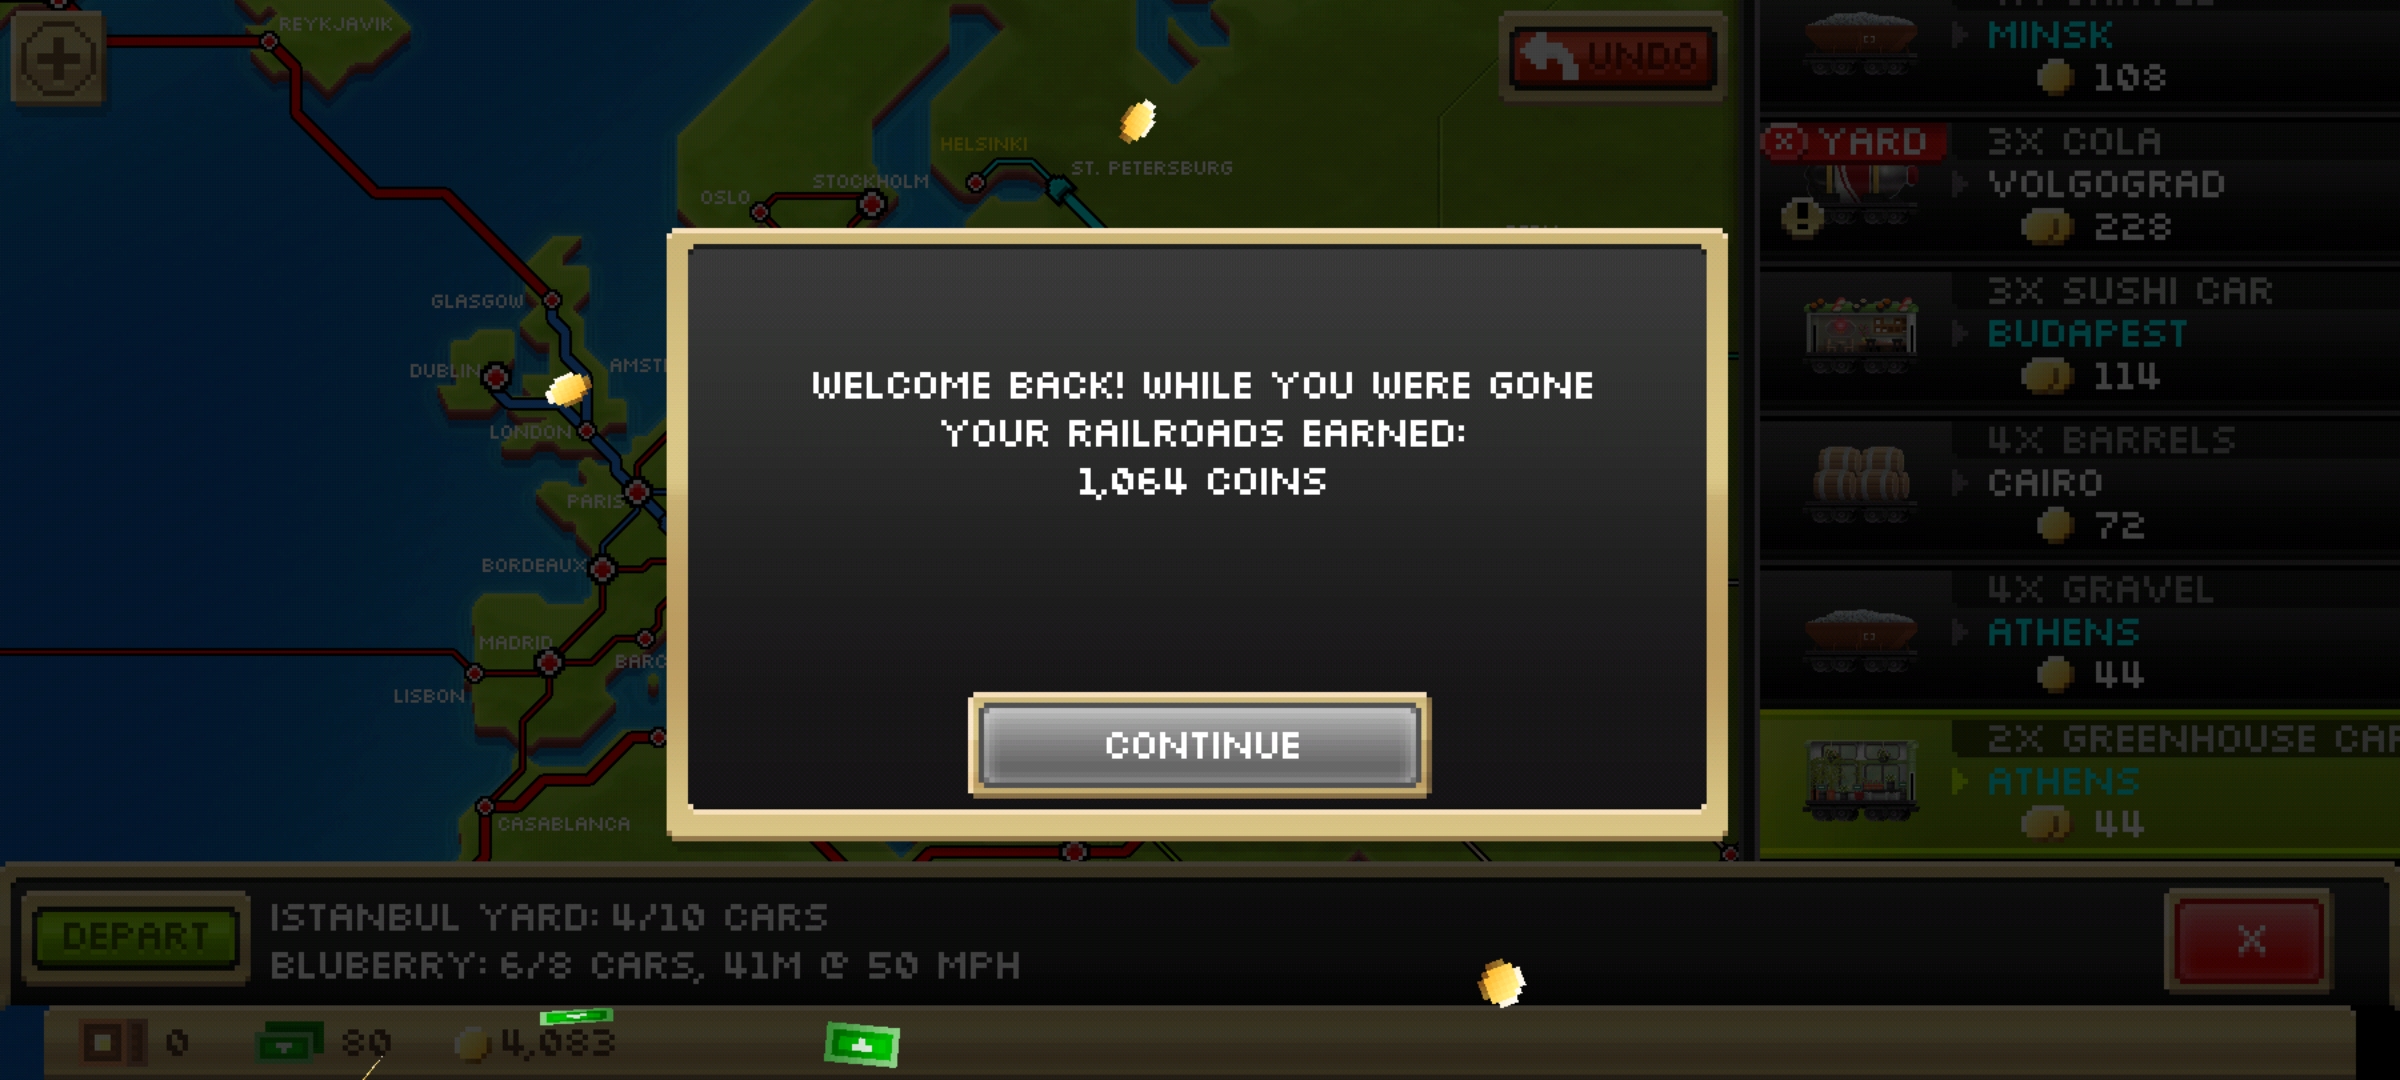 REYKJAVIK
UNDO
MINSK
108
HELSINKI
ST. PETERSBURG
STOCKHOLM
OSLO
YARD
3X COLA
VOLGOGRAD
228
GLASGOW
3X SUSHI CAR
BUDAPEST
114
DUBLIN
AMST
WELCOME BACK! WHILE YOU WERE GONE
YOUR RAILROADS EARNED:
1,064 COINS
LONDON
4X BARRELS
CAIRO
72
PARIS
BORDEAUX
4X GRAVEL
ATHENS
44
MADRID
BARC
LISBON
CONTINUE
2X GREENHOUSE CAR
ATHENS
44
CASABLANCA
DEPART
ISTANBUL YARD: 4/10 CARS
BLUBERRY: 6/8 CARS, 41M @ 50 MPH
X
0
80
4,083